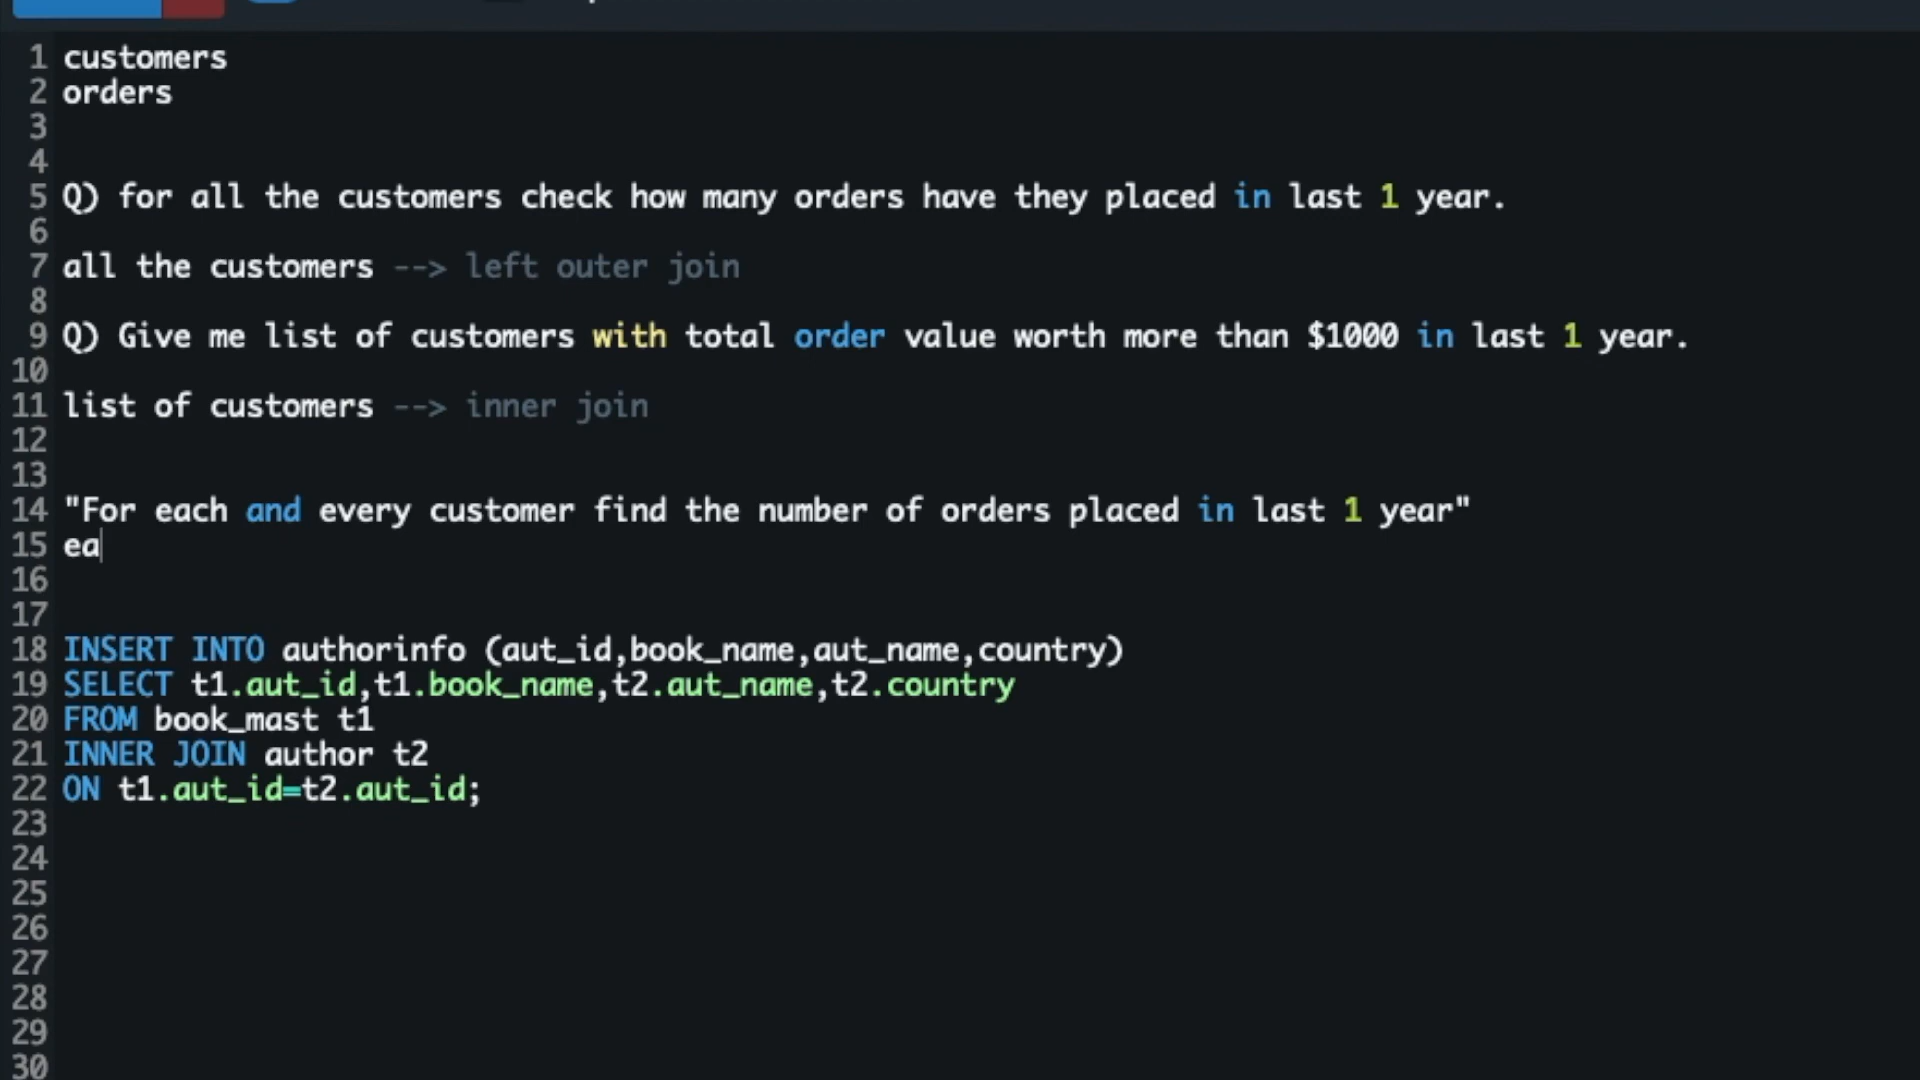 1 customers
2 orders
3
4
5 Q) for all the customers check how many orders have they placed in last 1 year.
6
7 all the customers --> left outer join
8
9 Q) Give me list of customers with total order value worth more than $1000 in last 1 year.
10
11 list of customers --> inner join
12
13
14 "For each and every customer find the number of orders placed in last 1 year"
15 ea
16
17
18 INSERT INTO authorinfo (aut_id,book_name,aut_name,country)
19 SELECT t1.aut_id,t1.book_name,t2.aut_name,t2.country
20 FROM book_mast t1
21 INNER JOIN author t2
22 ON t1.aut_id=t2.aut_id;
23
24
25
26
27
28
29
30